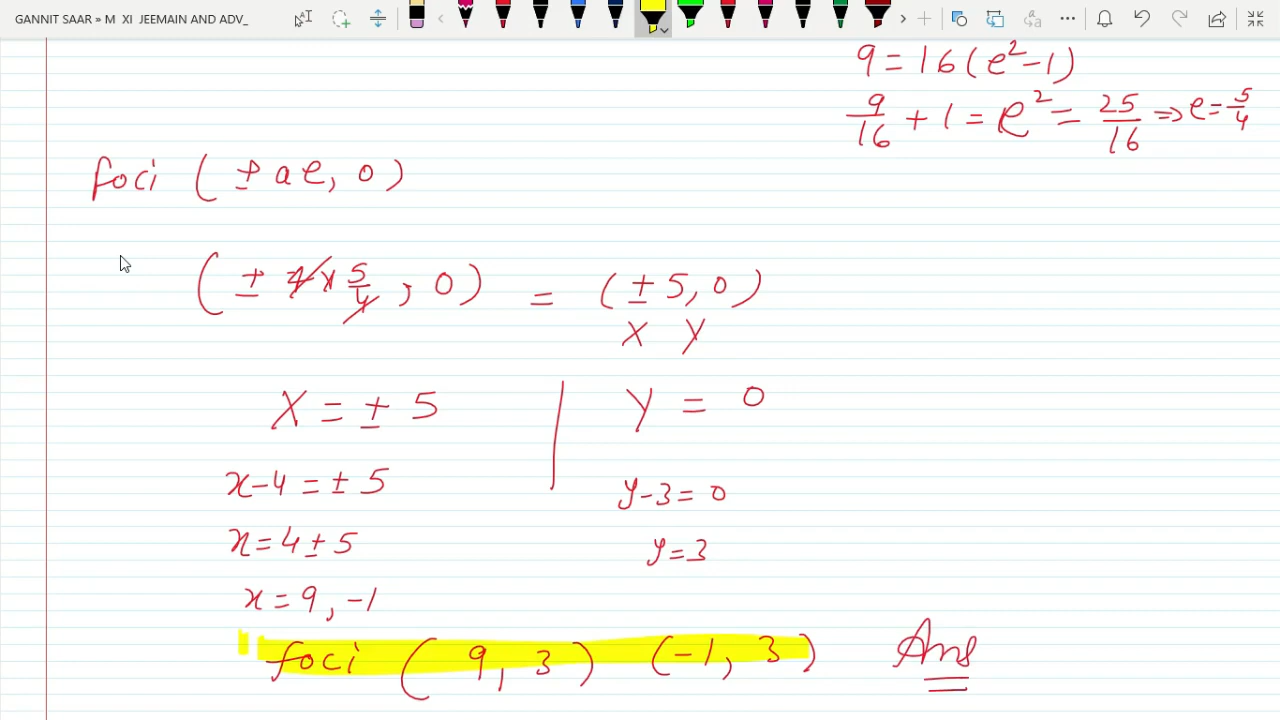 GANNIT SAAR » M XI JEEMAIN AND ADV_
9 = 16(e²-1)
9/16 + 1 = e² = 25/16 ⇒ e = 5/4
foci (±ae, 0)
(± 4×5/4, 0) = (±5, 0)
X Y
X = ± 5 | Y = 0
x-4 = ± 5 y-3 = 0
x = 4 ± 5 y = 3
x = 9, -1
foci (9, 3) (-1, 3) Ans